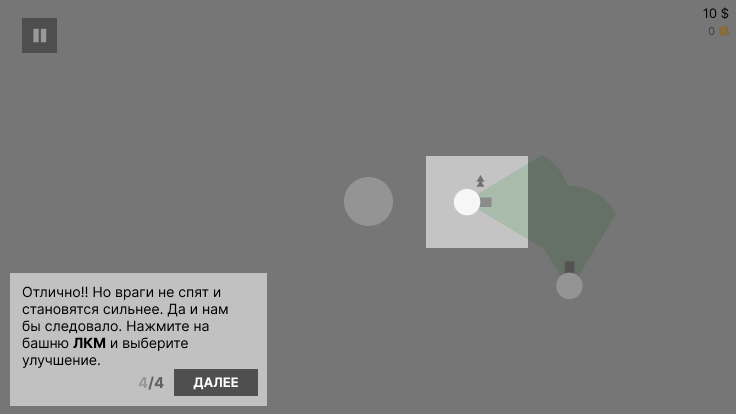 10 $
0
Отлично!! Но враги не спят и
становятся сильнее. Да и нам
бы следовало. Нажмите на
башню ЛКМ и выберите
улучшение.
4/4
ДАЛЕЕ